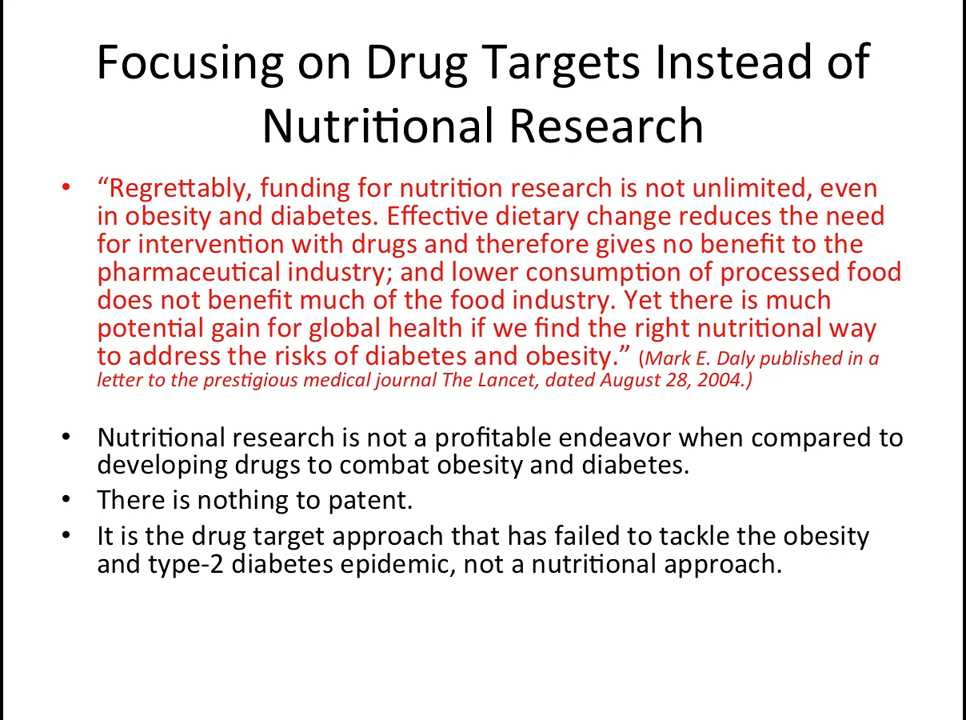 Focusing on Drug Targets Instead of
Nutritional Research
• “Regrettably, funding for nutrition research is not unlimited, even
in obesity and diabetes. Effective dietary change reduces the need
for intervention with drugs and therefore gives no benefit to the
pharmaceutical industry; and lower consumption of processed food
does not benefit much of the food industry. Yet there is much
potential gain for global health if we find the right nutritional way
to address the risks of diabetes and obesity.” (Mark E. Daly published in a
letter to the prestigious medical journal The Lancet, dated August 28, 2004.)
• Nutritional research is not a profitable endeavor when compared to
developing drugs to combat obesity and diabetes.
• There is nothing to patent.
• It is the drug target approach that has failed to tackle the obesity
and type-2 diabetes epidemic, not a nutritional approach.